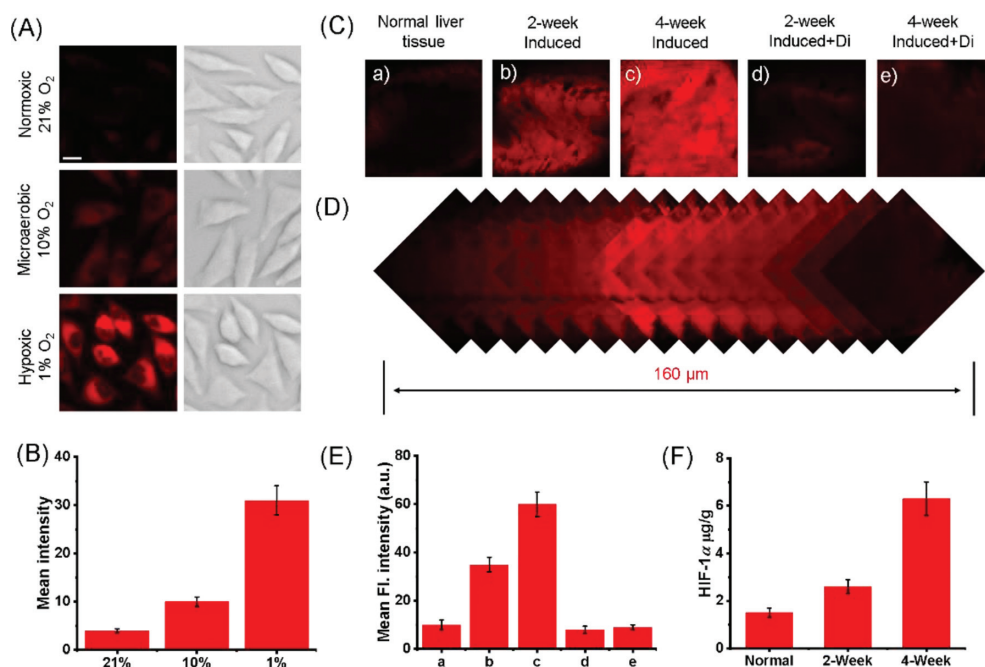 (A)
Normoxic
21% O₂
Microaerobic
10% O₂
Hypoxic
1% O₂
(B)
Mean intensity
40
30
20
10
0
21%
10%
1%
(C)
Normal liver
tissue
2-week
Induced
4-week
Induced
2-week
Induced+Di
4-week
Induced+Di
a)
b)
c)
d)
e)
(D)
160 μm
(E)
Mean Fl. intensity (a.u.)
80
60
40
20
0
a
b
c
d
e
(F)
HIF-1α μg/g
8
6
4
2
0
Normal
2-Week
4-Week